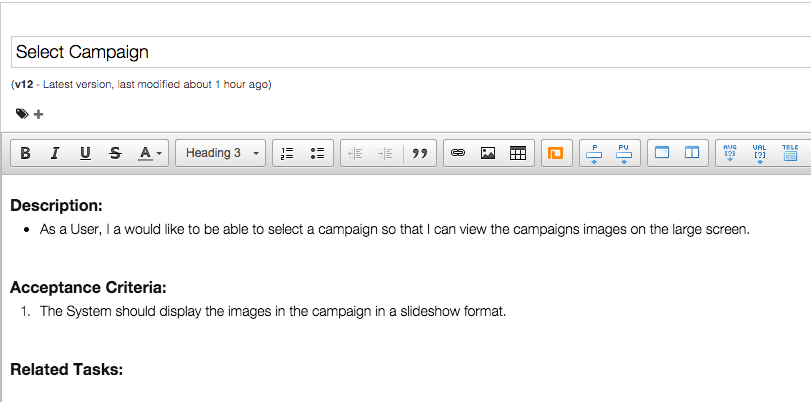 Select Campaign
(v12 - Latest version, last modified about 1 hour ago)
B I U S A Heading 3 P PV AVG [?] VAL [?] TBLE
Description:
• As a User, I a would like to be able to select a campaign so that I can view the campaigns images on the large screen.
Acceptance Criteria:
1. The System should display the images in the campaign in a slideshow format.
Related Tasks: